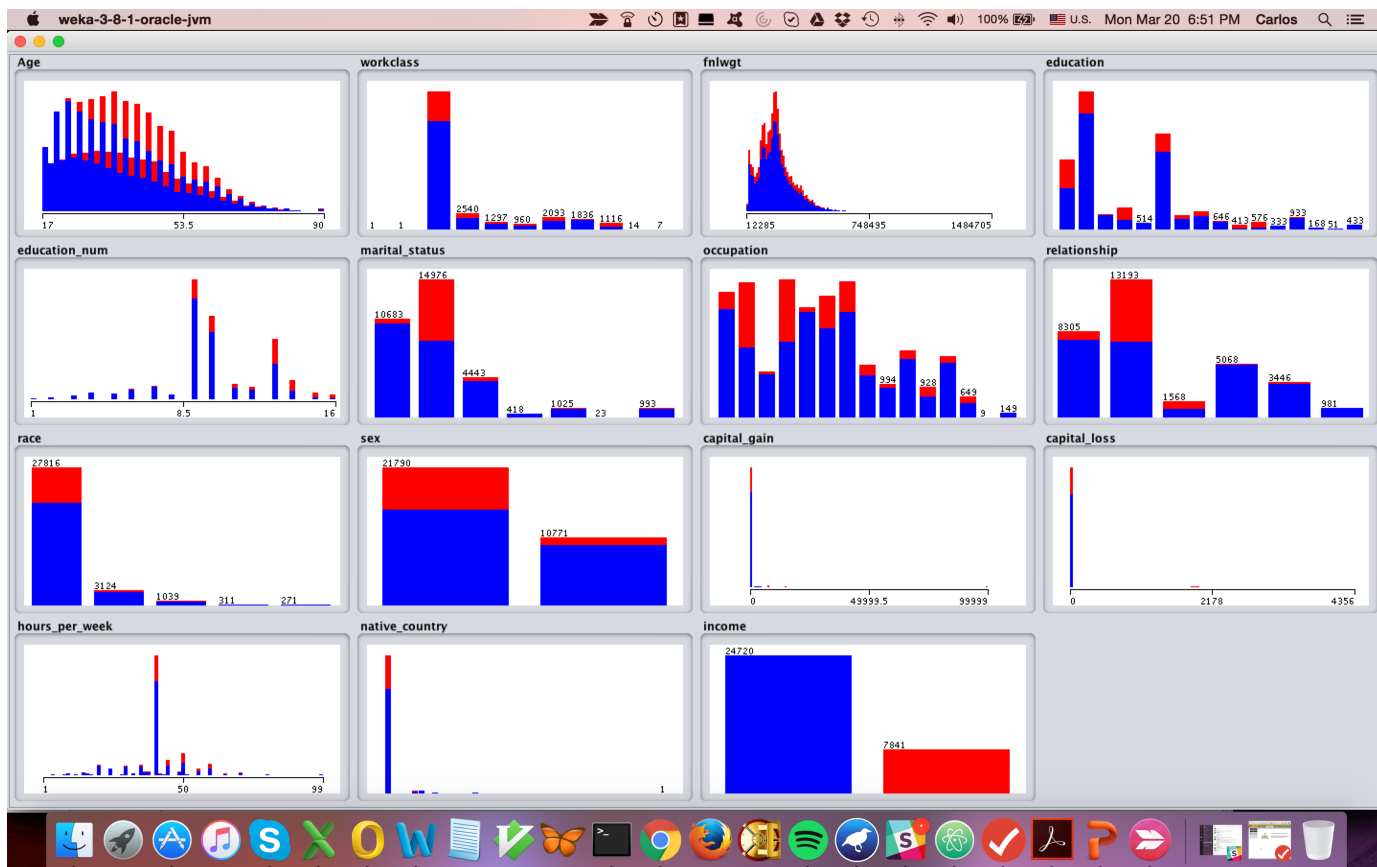 weka-3-8-1-oracle-jvm 100% U.S. Mon Mar 20 6:51 PM Carlos
Age
17 53.5 90
workclass
1 1 2540 1297 960 2093 1836 1116 14 7
fnlwgt
12285 748495 1484705
education
514 646 413 576 333 933 168 51 433
education_num
1 8.5 16
marital_status
10683 14976 4443 418 1025 23 993
occupation
994 928 649 9 149
relationship
8305 13193 1568 5068 3446 981
race
27816 3124 1039 311 271
sex
21790 10771
capital_gain
0 49999.5 99999
capital_loss
0 2178 4356
hours_per_week
1 50 99
native_country
1
income
24720 7841